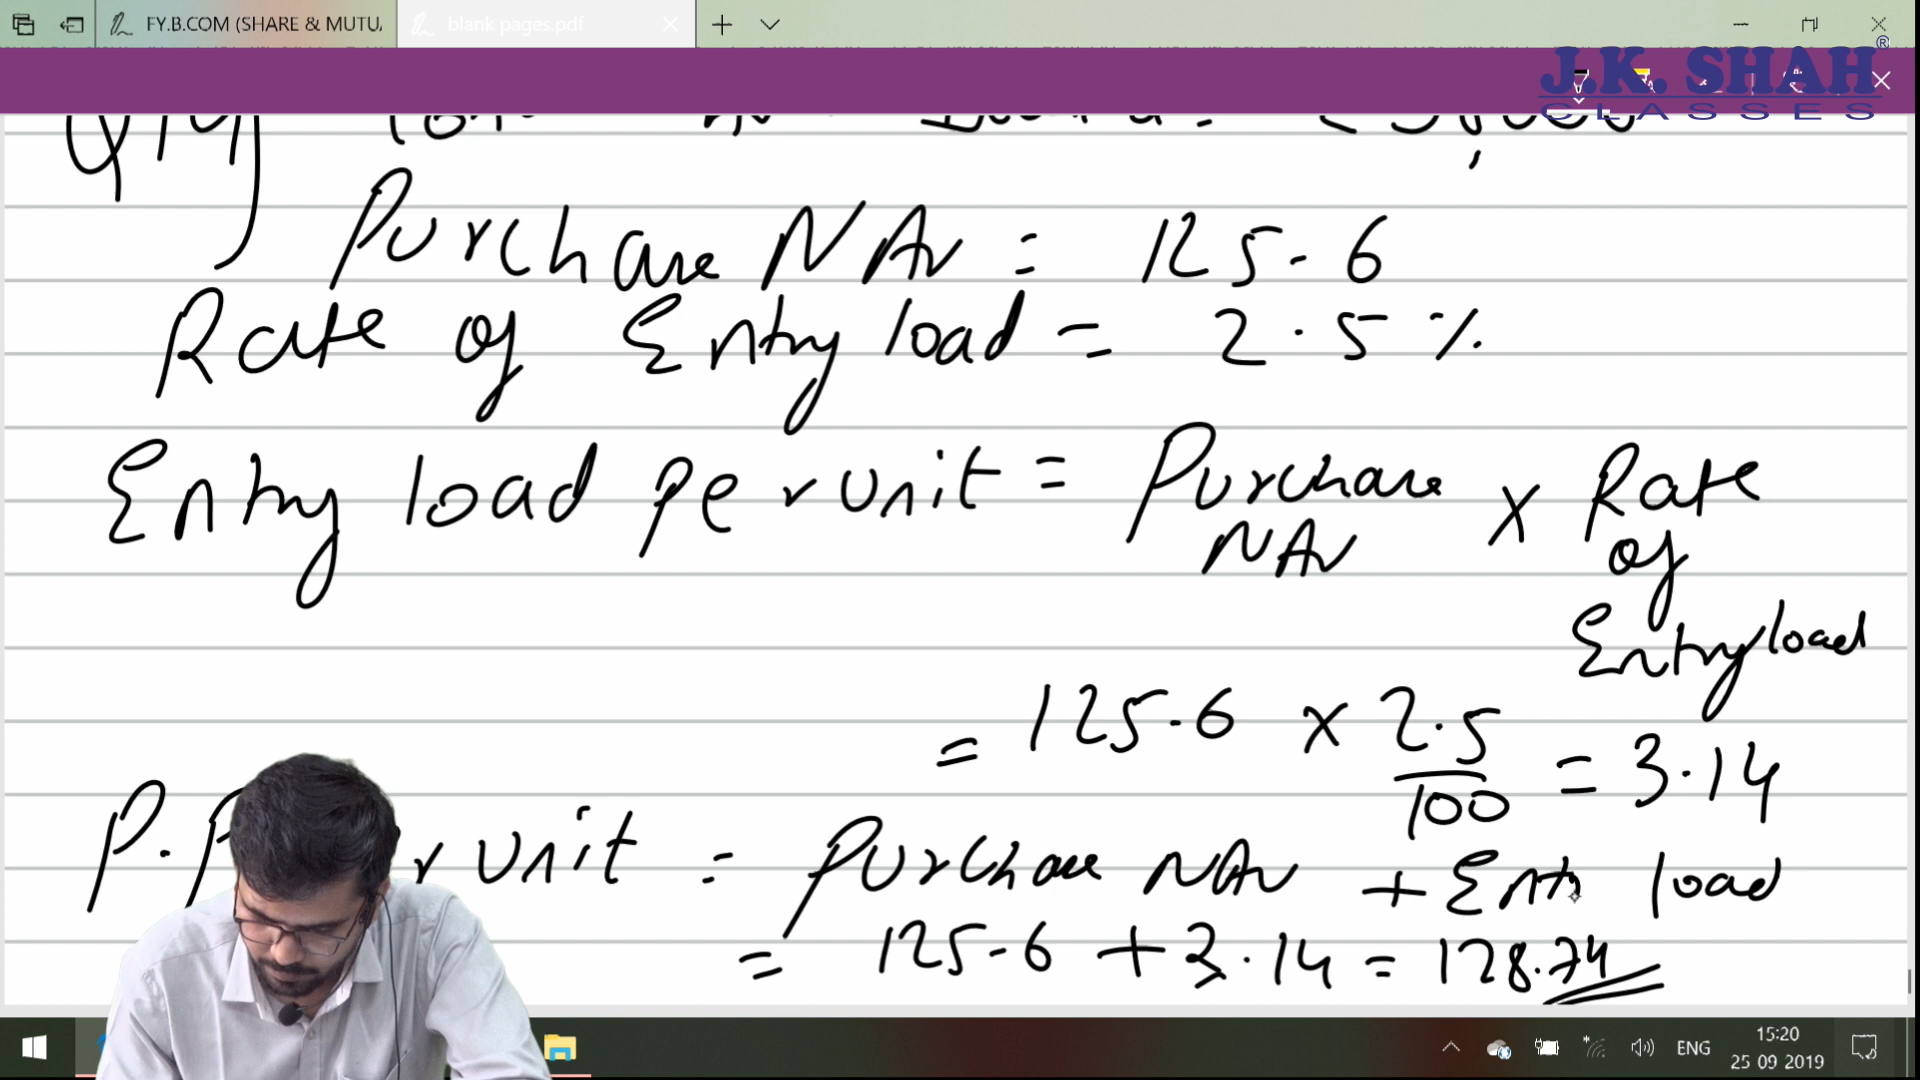 FY.B.COM (SHARE & MUTU
blank pages.pdf
J.K. SHAH®
CLASSES
Q14)
Purchase NAV = 125.6
Rate of Entry load = 2.5 %
Entry load per unit = Purchase NAV x Rate of Entry load
= 125.6 x 2.5/100 = 3.14
r unit = Purchase NAV + Entry load
= 125.6 + 3.14 = 128.74
ENG
15:20
25 09 2019